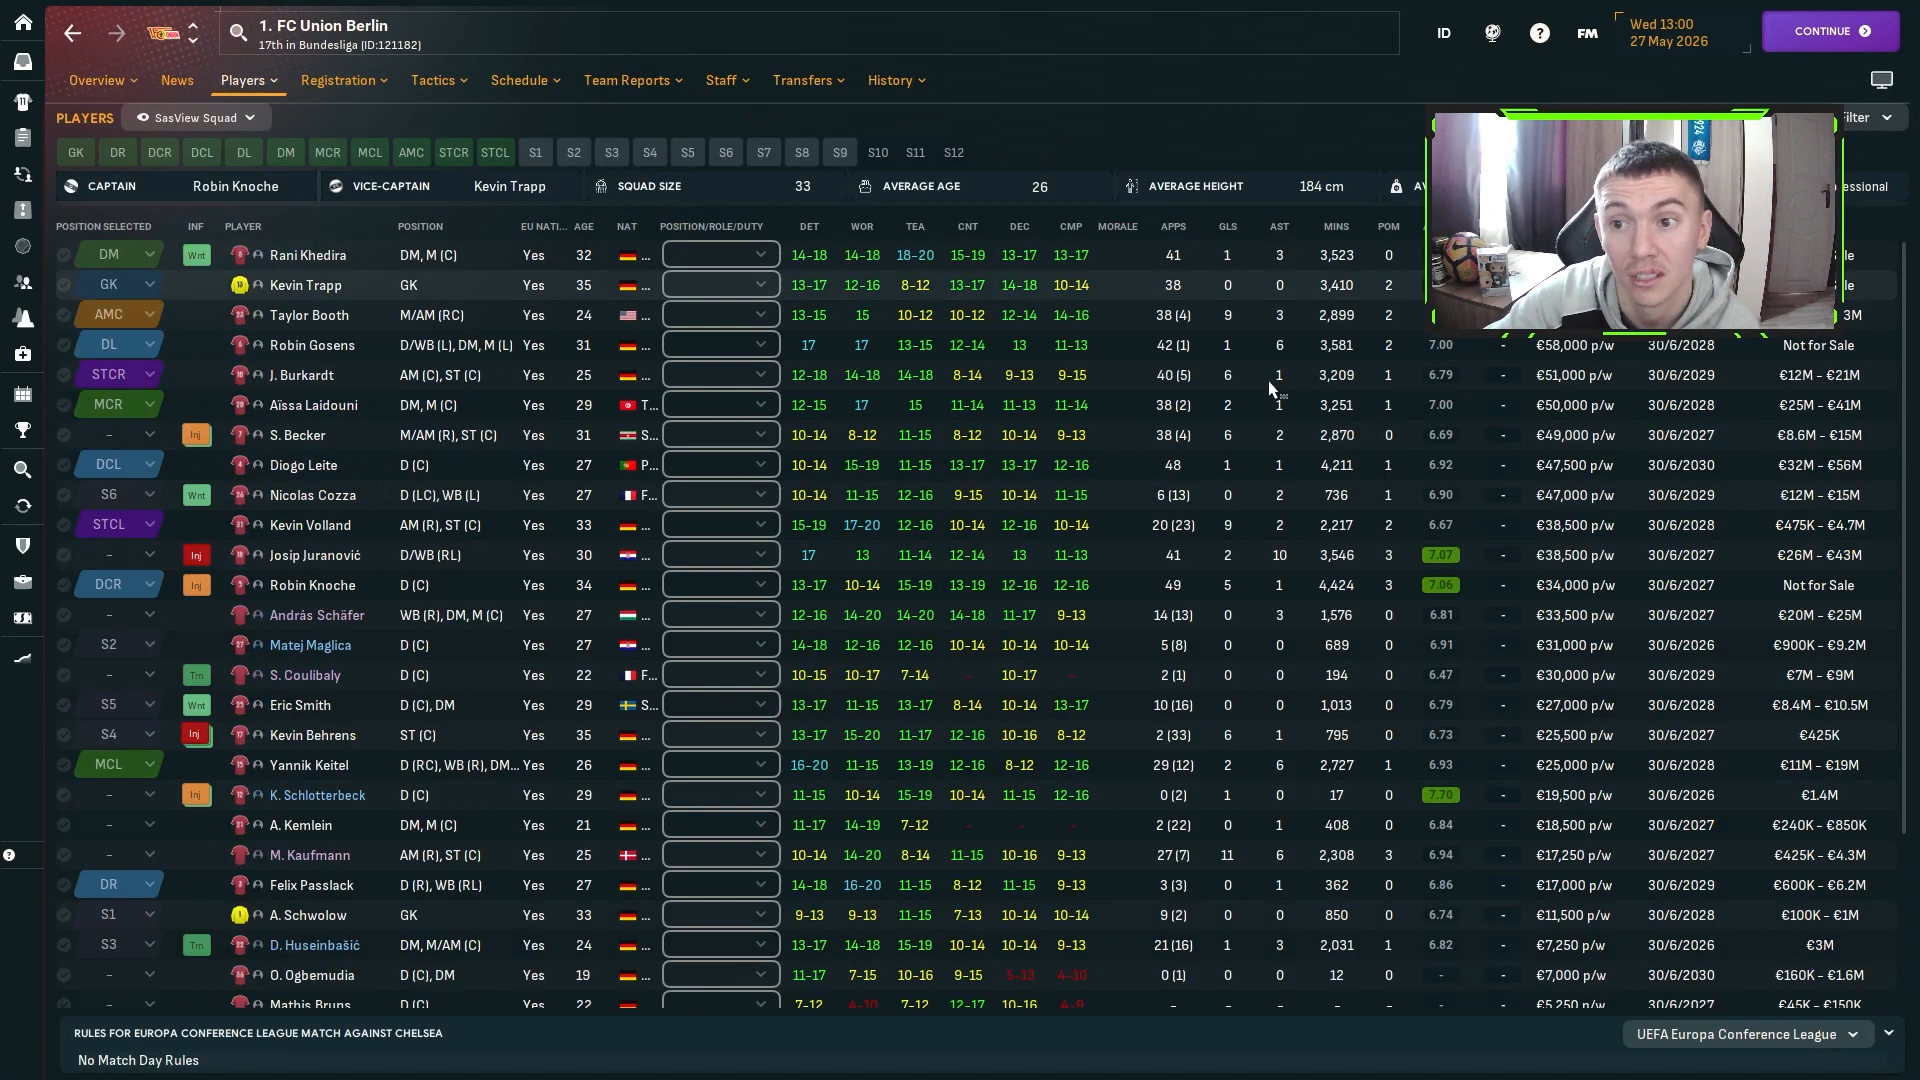 1. FC Union Berlin
17th in Bundesliga (ID:121182)
ID
FM
Wed 13:00
27 May 2026
CONTINUE
Overview News Players Registration Tactics Schedule Team Reports Staff Transfers History
PLAYERS SasView Squad
GK DR DCR DCL DL DM MCR MCL AMC STCR STCL S1 S2 S3 S4 S5 S6 S7 S8 S9 S10 S11 S12
CAPTAIN Robin Knoche VICE-CAPTAIN Kevin Trapp SQUAD SIZE 33 AVERAGE AGE 26 AVERAGE HEIGHT 184 cm
POSITION SELECTED INF PLAYER POSITION EU NATI... AGE NAT POSITION/ROLE/DUTY DET WOR TEA CNT DEC CMP MORALE APPS GLS AST MINS POM
DM Wnt Rani Khedira DM, M (C) Yes 32 ... 14-18 14-18 18-20 15-19 13-17 13-17 41 1 3 3,523 0
GK Kevin Trapp GK Yes 35 ... 13-17 12-16 8-12 13-17 14-18 10-14 38 0 0 3,410 2
AMC Taylor Booth M/AM (RC) Yes 24 ... 13-15 15 10-12 10-12 12-14 14-16 38 (4) 9 3 2,899 2
DL Robin Gosens D/WB (L), DM, M (L) Yes 31 ... 17 17 13-15 12-14 13 11-13 42 (1) 1 6 3,581 2 7.00 - €58,000 p/w 30/6/2028 Not for Sale
STCR J. Burkardt AM (C), ST (C) Yes 25 ... 12-18 14-18 14-18 8-14 9-13 9-15 40 (5) 6 1 3,209 1 6.79 - €51,000 p/w 30/6/2029 €12M - €21M
MCR Aïssa Laidouni DM, M (C) Yes 29 T... 12-15 17 15 11-14 11-13 11-14 38 (2) 2 1 3,251 1 7.00 - €50,000 p/w 30/6/2028 €25M - €41M
- Inj S. Becker M/AM (R), ST (C) Yes 31 S... 10-14 8-12 11-15 8-12 10-14 9-13 38 (4) 6 2 2,870 0 6.69 - €49,000 p/w 30/6/2027 €8.6M - €15M
DCL Diogo Leite D (C) Yes 27 P... 10-14 15-19 11-15 13-17 13-17 12-16 48 1 1 4,211 1 6.92 - €47,500 p/w 30/6/2030 €32M - €56M
S6 Wnt Nicolas Cozza D (LC), WB (L) Yes 27 F... 10-14 11-15 12-16 9-15 10-14 11-15 6 (13) 0 2 736 1 6.90 - €47,000 p/w 30/6/2029 €12M - €15M
STCL Kevin Volland AM (R), ST (C) Yes 33 ... 15-19 17-20 12-16 10-14 12-16 10-14 20 (23) 9 2 2,217 2 6.67 - €38,500 p/w 30/6/2028 €475K - €4.7M
- Inj Josip Juranović D/WB (RL) Yes 30 ... 17 13 11-14 12-14 13 11-13 41 2 10 3,546 3 7.07 - €38,500 p/w 30/6/2027 €26M - €43M
DCR Inj Robin Knoche D (C) Yes 34 ... 13-17 10-14 15-19 13-19 12-16 12-16 49 5 1 4,424 3 7.06 - €34,000 p/w 30/6/2027 Not for Sale
- András Schäfer WB (R), DM, M (C) Yes 27 ... 12-16 14-20 14-20 14-18 11-17 9-13 14 (13) 0 3 1,576 1 6.81 - €33,500 p/w 30/6/2027 €20M - €25M
S2 Matej Maglica D (C) Yes 27 ... 14-18 12-16 12-16 10-14 10-14 10-14 5 (8) 0 0 689 0 6.91 - €31,000 p/w 30/6/2026 €900K - €9.2M
- Trn S. Coulibaly D (C) Yes 22 F... 10-15 10-17 7-14 - 10-17 - 2 (1) 0 0 194 0 6.47 - €30,000 p/w 30/6/2029 €7M - €9M
S5 Wnt Eric Smith D (C), DM Yes 29 S... 13-17 11-15 13-17 8-14 10-14 13-17 10 (16) 0 0 1,013 0 6.79 - €27,000 p/w 30/6/2028 €8.4M - €10.5M
S4 Inj Kevin Behrens ST (C) Yes 35 ... 13-17 15-20 11-17 12-16 10-16 8-12 2 (33) 6 1 795 0 6.73 - €25,500 p/w 30/6/2027 €425K
MCL Yannik Keitel D (RC), WB (R), DM... Yes 26 ... 16-20 11-15 13-19 12-16 8-12 12-16 29 (12) 2 6 2,727 1 6.93 - €25,000 p/w 30/6/2028 €11M - €19M
- Inj K. Schlotterbeck D (C) Yes 29 ... 11-15 10-14 15-19 10-14 11-15 12-16 0 (2) 1 0 17 0 7.70 - €19,500 p/w 30/6/2026 €1.4M
- A. Kemlein DM, M (C) Yes 21 ... 11-17 14-19 7-12 - - - 2 (22) 0 1 408 0 6.84 - €18,500 p/w 30/6/2027 €240K - €850K
- M. Kaufmann AM (R), ST (C) Yes 25 ... 10-14 14-20 8-14 11-15 10-16 9-13 27 (7) 11 6 2,308 3 6.94 - €17,250 p/w 30/6/2027 €425K - €4.3M
DR Felix Passlack D (R), WB (RL) Yes 27 ... 14-18 16-20 11-15 8-12 11-15 9-13 3 (3) 0 1 362 0 6.86 - €17,000 p/w 30/6/2029 €600K - €6.2M
S1 A. Schwolow GK Yes 33 ... 9-13 9-13 11-15 7-13 10-14 10-14 9 (2) 0 0 850 0 6.74 - €11,500 p/w 30/6/2028 €100K - €1M
S3 Trn D. Huseinbašić DM, M/AM (C) Yes 24 ... 13-17 14-18 15-19 10-14 10-14 9-13 21 (16) 1 3 2,031 1 6.82 - €7,250 p/w 30/6/2026 €3M
- O. Ogbemudia D (C), DM Yes 19 ... 11-17 7-15 10-16 9-15 5-13 4-10 0 (1) 0 0 12 0 - - €7,000 p/w 30/6/2030 €160K - €1.6M
- Mathis Bruns D (C) Yes 22 7-12 4-10 7-12 12-17 10-16 4-9 - - - - - - - €5,250 p/w 30/6/2027 €45K - €150K
RULES FOR EUROPA CONFERENCE LEAGUE MATCH AGAINST CHELSEA UEFA Europa Conference League
No Match Day Rules